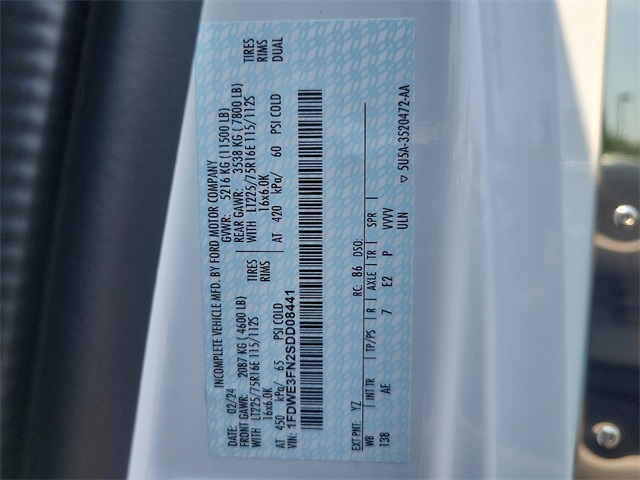 INCOMPLETE VEHICLE MFD. BY FORD MOTOR COMPANY
DATE: 02/24 GVWR: 5216 KG (11500 LB)
FRONT GAWR: 2087 KG (4600 LB) REAR GAWR: 3538 KG (7800 LB)
WITH LT225/75R16E 115/112S TIRES WITH LT225/75R16E 115/112S TIRES
16x6.0K RIMS 16x6.0K RIMS
AT 450 kPa/ 65 PSI COLD AT 420 kPa/ 60 PSI COLD DUAL
VIN: 1FDWE3FN2SDD08441
EXT PNT: YZ RC: 86 DSO:
WB INT TR TP/PS R AXLE TR SPR
138 AE 7 E2 P VVVV
ULN
▽ 5U5A-3520472-AA